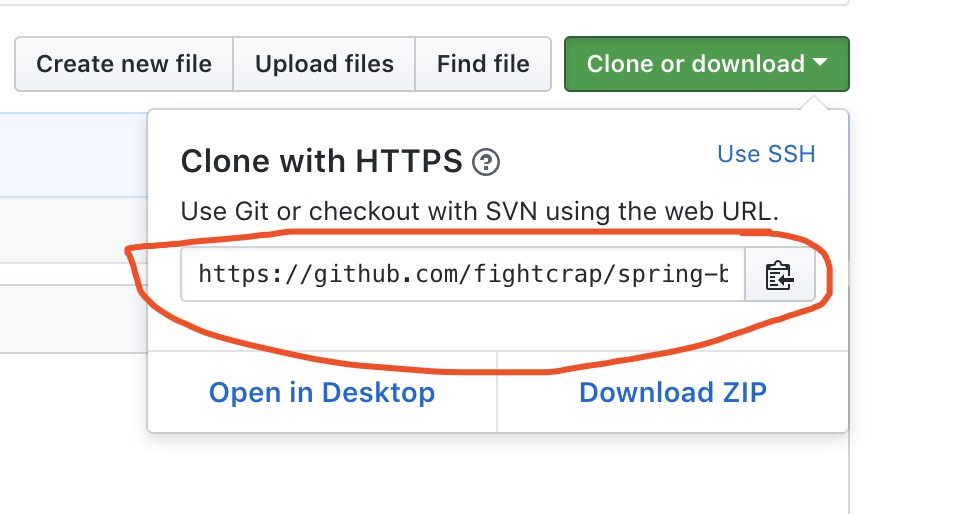 Create new file Upload files Find file Clone or download
Clone with HTTPS ?
Use SSH
Use Git or checkout with SVN using the web URL.
https://github.com/fightcrap/spring-b
Open in Desktop Download ZIP